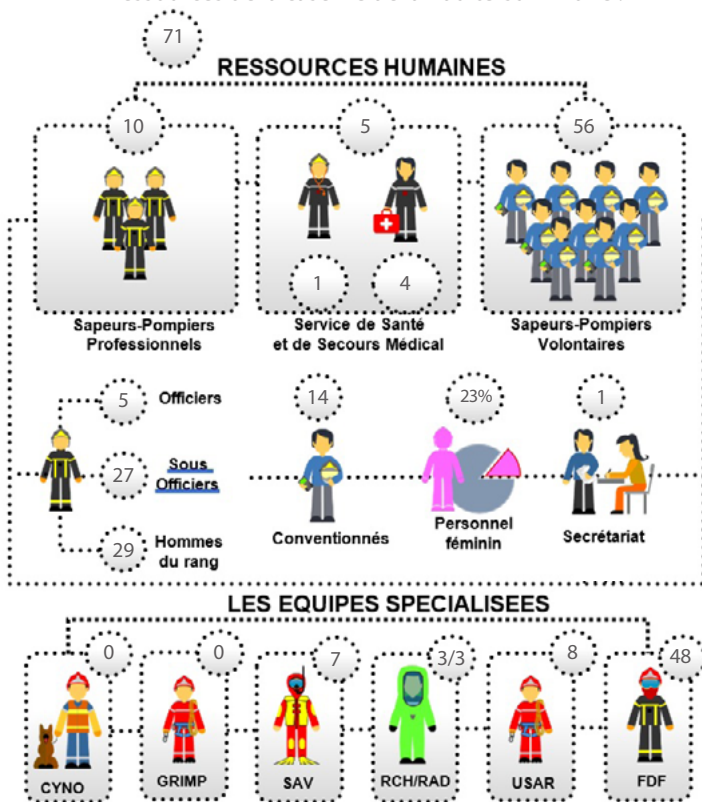 71
RESSOURCES HUMAINES
10
5
56
1
4
Sapeurs-Pompiers
Professionnels
Service de Santé
et de Secours Médical
Sapeurs-Pompiers
Volontaires
5
Officiers
27
Sous
Officiers
29
Hommes
du rang
14
Conventionnés
23%
Personnel
féminin
1
Secrétariat
LES EQUIPES SPECIALISEES
0
0
7
3/3
8
48
CYNO
GRIMP
SAV
RCH/RAD
USAR
FDF